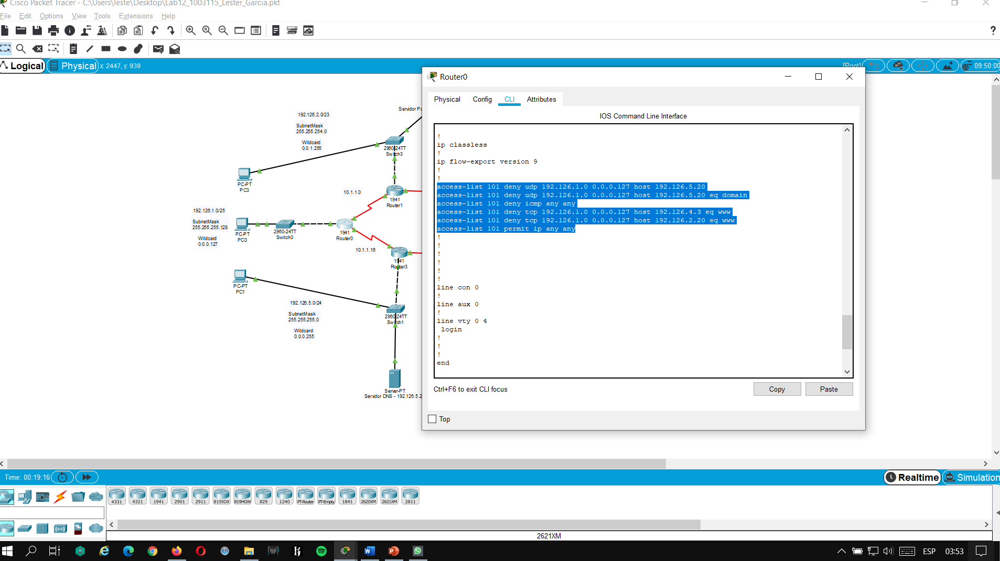 Cisco Packet Tracer - C:\Users\leste\Desktop\Lab12_1003115_Lester_Garcia.pkt
File Edit Options View Tools Extensions Help
?
Logical Physical x: 2447, y: 939
[Root] 09:50:00
Router0
Physical Config CLI Attributes
IOS Command Line Interface
!
ip classless
!
ip flow-export version 9
!
!
access-list 101 deny udp 192.126.1.0 0.0.0.127 host 192.126.5.20
access-list 101 deny udp 192.126.1.0 0.0.0.127 host 192.126.5.20 eq domain
access-list 101 deny icmp any any
access-list 101 deny tcp 192.126.1.0 0.0.0.127 host 192.126.4.3 eq www
access-list 101 deny tcp 192.126.1.0 0.0.0.127 host 192.126.2.20 eq www
access-list 101 permit ip any any
!
!
!
!
!
!
line con 0
!
line aux 0
!
line vty 0 4
login
!
!
!
end
Ctrl+F6 to exit CLI focus
Copy Paste
Top
Servidor Pu
192.126.2.0/23
SubnetMask
255.255.254.0
Wildcard
0.0.1.255
2960-24TT
Switch3
PC-PT
PC3
10.1.1.0
1941
Router1
192.126.1.0/25
SubnetMask
255.255.255.128
Wildcard
0.0.0.127
PC-PT
PC0
2960-24TT
Switch0
1941
Router0
10.1.1.16
1941
Router3
PC-PT
PC1
192.126.5.0/24
SubnetMask
255.255.255.0
Wildcard
0.0.0.255
2960-24TT
Switch1
Server-PT
Servidor DNS - 192.126.5.2
Time: 00:19:16
Realtime Simulation
4331 4321 1941 2901 2911 819IOX 819HGW 829 1240 PT-Router PT-Empty 1841 2620XM 2621XM 2811
2621XM
ESP 03:53